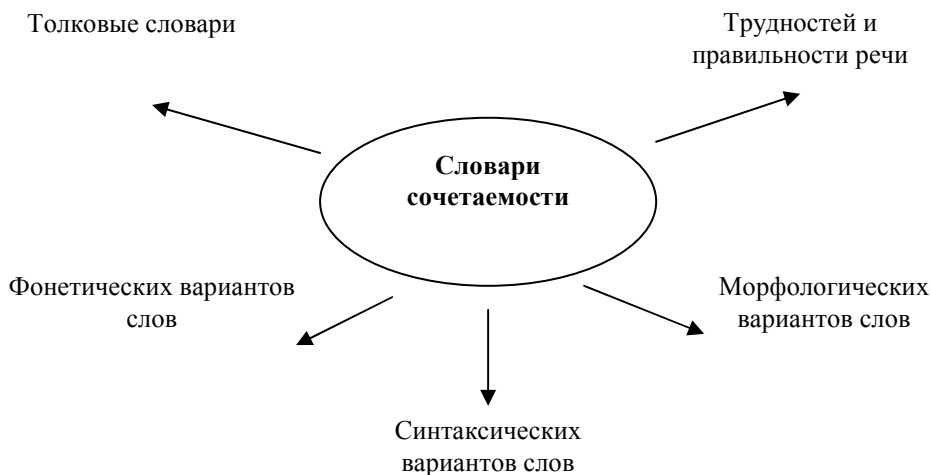 Толковые словари
Трудностей и
правильности речи
Словари
сочетаемости
Фонетических вариантов
слов
Морфологических
вариантов слов
Синтаксических
вариантов слов